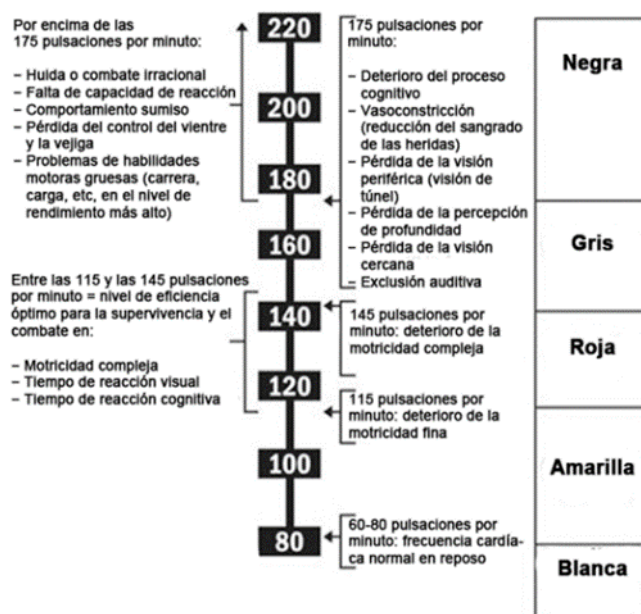 Por encima de las
175 pulsaciones por minuto:
– Huida o combate irracional
– Falta de capacidad de reacción
– Comportamiento sumiso
– Pérdida del control del vientre
y la vejiga
– Problemas de habilidades
motoras gruesas (carrera,
carga, etc, en el nivel de
rendimiento más alto)
Entre las 115 y las 145 pulsaciones
por minuto = nivel de eficiencia
óptimo para la supervivencia y el
combate en:
– Motricidad compleja
– Tiempo de reacción visual
– Tiempo de reacción cognitiva
220
200
180
160
140
120
100
80
175 pulsaciones por
minuto:
– Deterioro del proceso
cognitivo
– Vasoconstricción
(reducción del sangrado
de las heridas)
– Pérdida de la visión
periférica (visión de
túnel)
– Pérdida de la percepción
de profundidad
– Pérdida de la visión
cercana
– Exclusión auditiva
145 pulsaciones por
minuto: deterioro de la
motricidad compleja
115 pulsaciones por
minuto: deterioro de la
motricidad fina
60-80 pulsaciones por
minuto: frecuencia cardía-
ca normal en reposo
Negra
Gris
Roja
Amarilla
Blanca